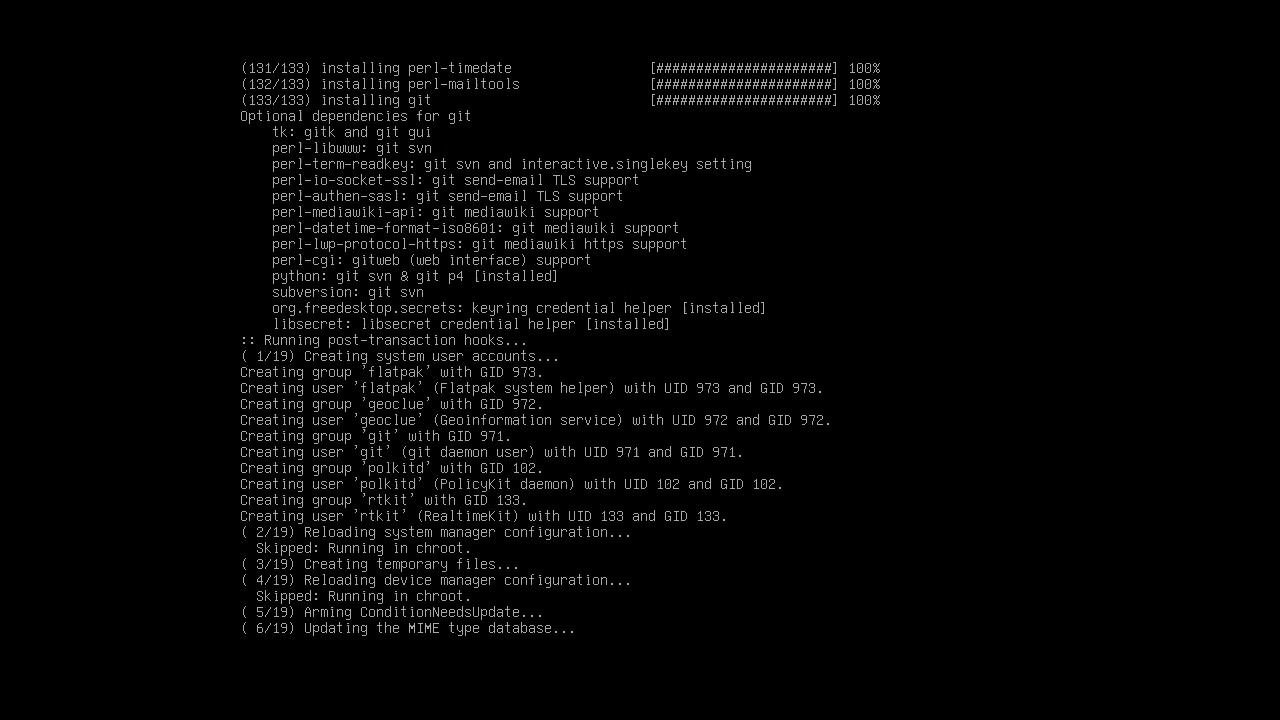 (131/133) installing perl-timedate [######################] 100%
(132/133) installing perl-mailtools [######################] 100%
(133/133) installing git [######################] 100%
Optional dependencies for git
    tk: gitk and git gui
    perl-libwww: git svn
    perl-term-readkey: git svn and interactive.singlekey setting
    perl-io-socket-ssl: git send-email TLS support
    perl-authen-sasl: git send-email TLS support
    perl-mediawiki-api: git mediawiki support
    perl-datetime-format-iso8601: git mediawiki support
    perl-lwp-protocol-https: git mediawiki https support
    perl-cgi: gitweb (web interface) support
    python: git svn & git p4 [installed]
    subversion: git svn
    org.freedesktop.secrets: keyring credential helper [installed]
    libsecret: libsecret credential helper [installed]
:: Running post-transaction hooks...
( 1/19) Creating system user accounts...
Creating group 'flatpak' with GID 973.
Creating user 'flatpak' (Flatpak system helper) with UID 973 and GID 973.
Creating group 'geoclue' with GID 972.
Creating user 'geoclue' (Geoinformation service) with UID 972 and GID 972.
Creating group 'git' with GID 971.
Creating user 'git' (git daemon user) with UID 971 and GID 971.
Creating group 'polkitd' with GID 102.
Creating user 'polkitd' (PolicyKit daemon) with UID 102 and GID 102.
Creating group 'rtkit' with GID 133.
Creating user 'rtkit' (RealtimeKit) with UID 133 and GID 133.
( 2/19) Reloading system manager configuration...
  Skipped: Running in chroot.
( 3/19) Creating temporary files...
( 4/19) Reloading device manager configuration...
  Skipped: Running in chroot.
( 5/19) Arming ConditionNeedsUpdate...
( 6/19) Updating the MIME type database...